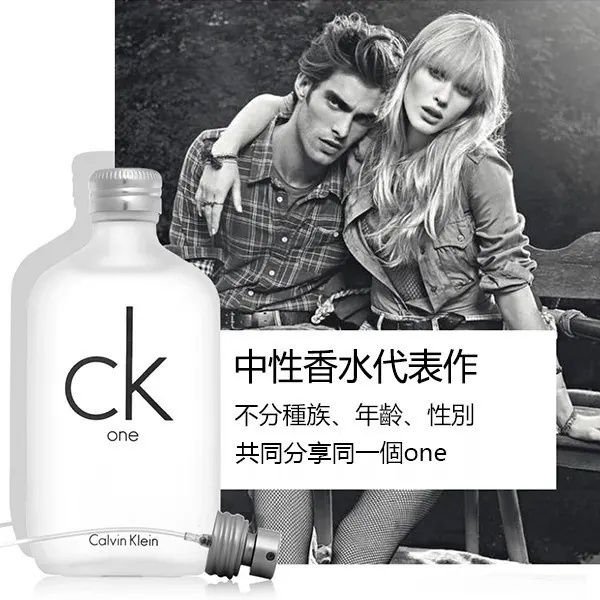 ck
one
Calvin Klein
中性香水代表作
不分種族、年齡、性別
共同分享同一個one